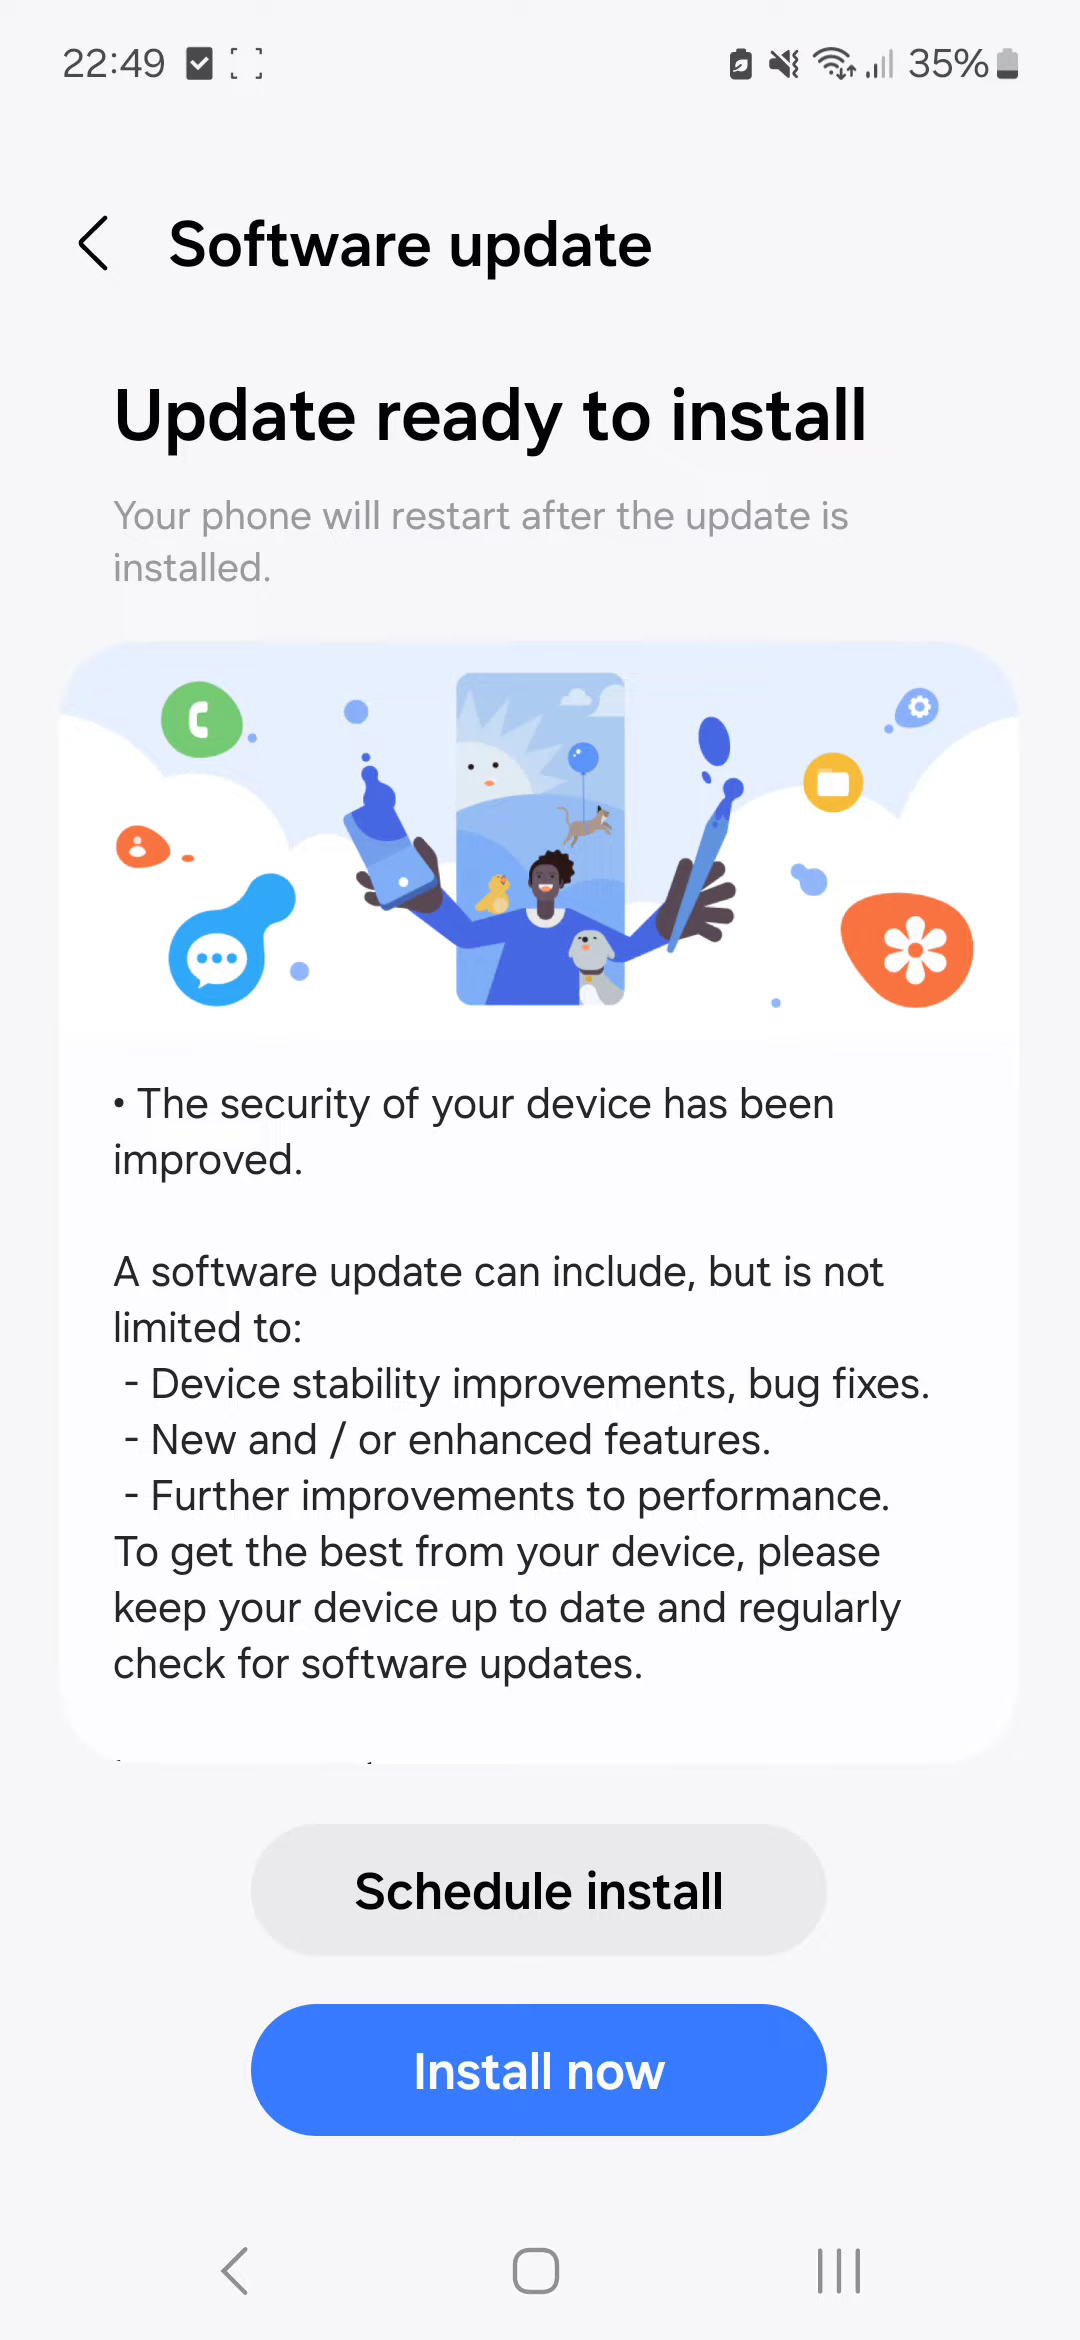 22:49
35%
Software update
Update ready to install
Your phone will restart after the update is
installed.
• The security of your device has been
improved.
A software update can include, but is not
limited to:
- Device stability improvements, bug fixes.
- New and / or enhanced features.
- Further improvements to performance.
To get the best from your device, please
keep your device up to date and regularly
check for software updates.
Schedule install
Install now